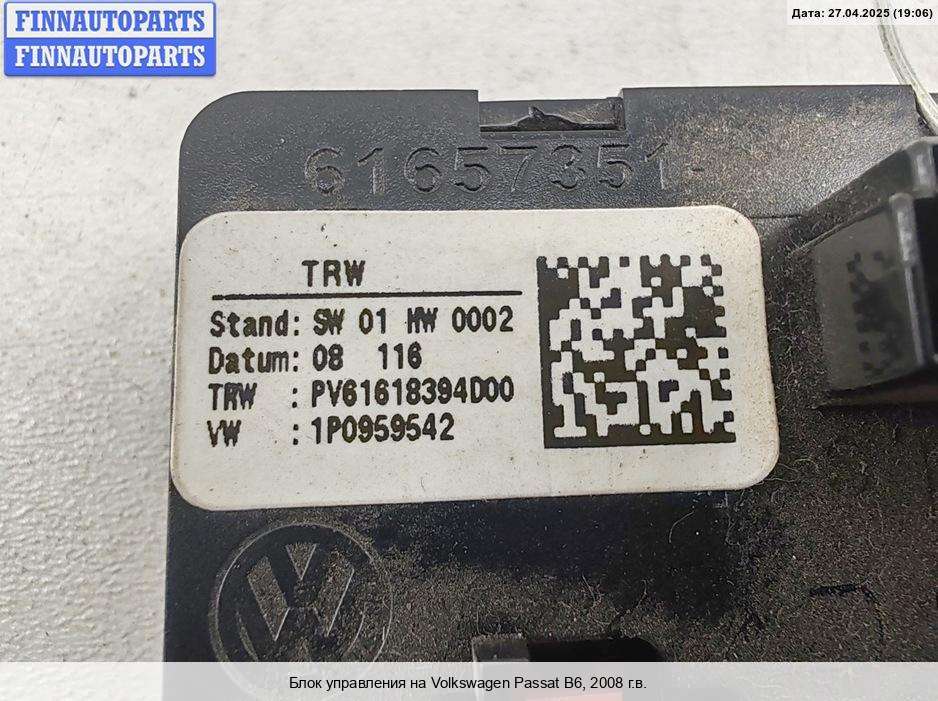 FINNAUTOPARTS
FINNAUTOPARTS
Дата: 27.04.2025 (19:06)
61657351
TRW
Stand: SW 01 HW 0002
Datum: 08 116
TRW : PV61618394D00
VW : 1P0959542
Блок управления на Volkswagen Passat B6, 2008 г.в.